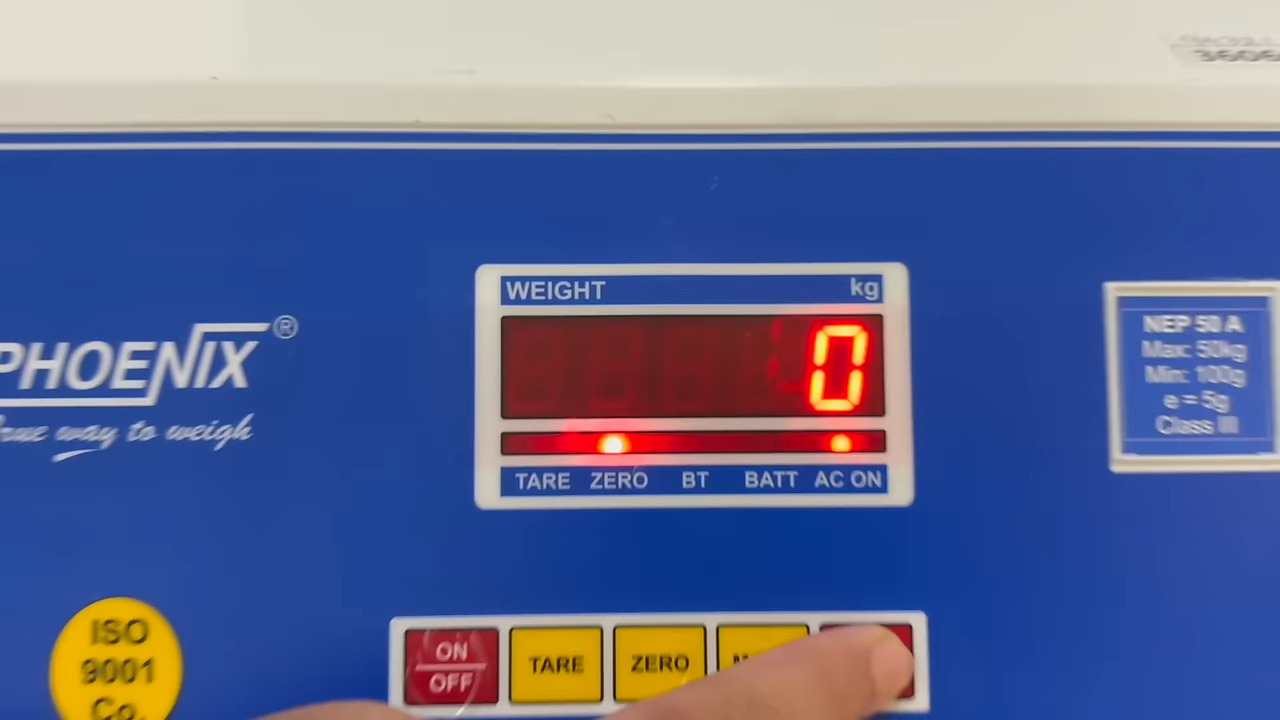 PHOENIX®
true way to weigh
WEIGHT kg
0
TARE ZERO BT BATT AC ON
NEP 50 A
Max: 50kg
Min: 100g
e = 5g
Class III
ISO
9001
Co.
ON
OFF
TARE
ZERO